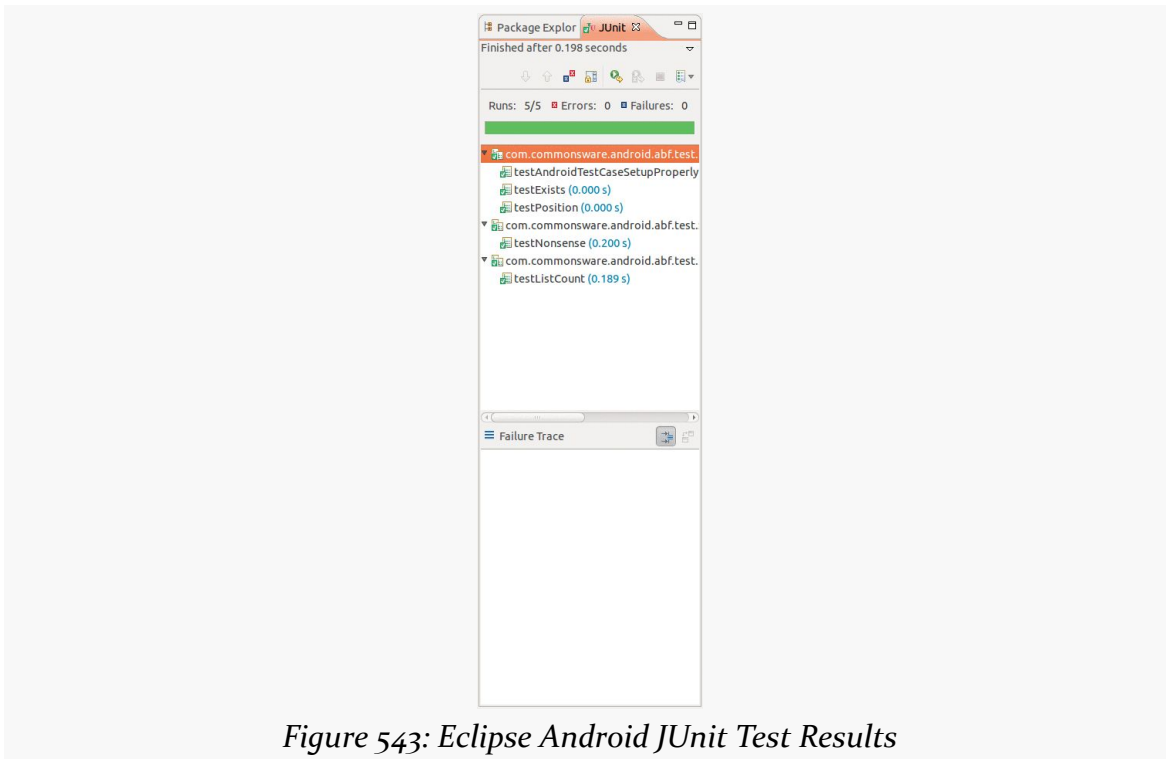 Package Explor JUnit
Finished after 0.198 seconds
Runs: 5/5 Errors: 0 Failures: 0
com.commonsware.android.abf.test.
testAndroidTestCaseSetupProperly
testExists (0.000 s)
testPosition (0.000 s)
com.commonsware.android.abf.test.
testNonsense (0.200 s)
com.commonsware.android.abf.test.
testListCount (0.189 s)
Failure Trace
Figure 543: Eclipse Android JUnit Test Results